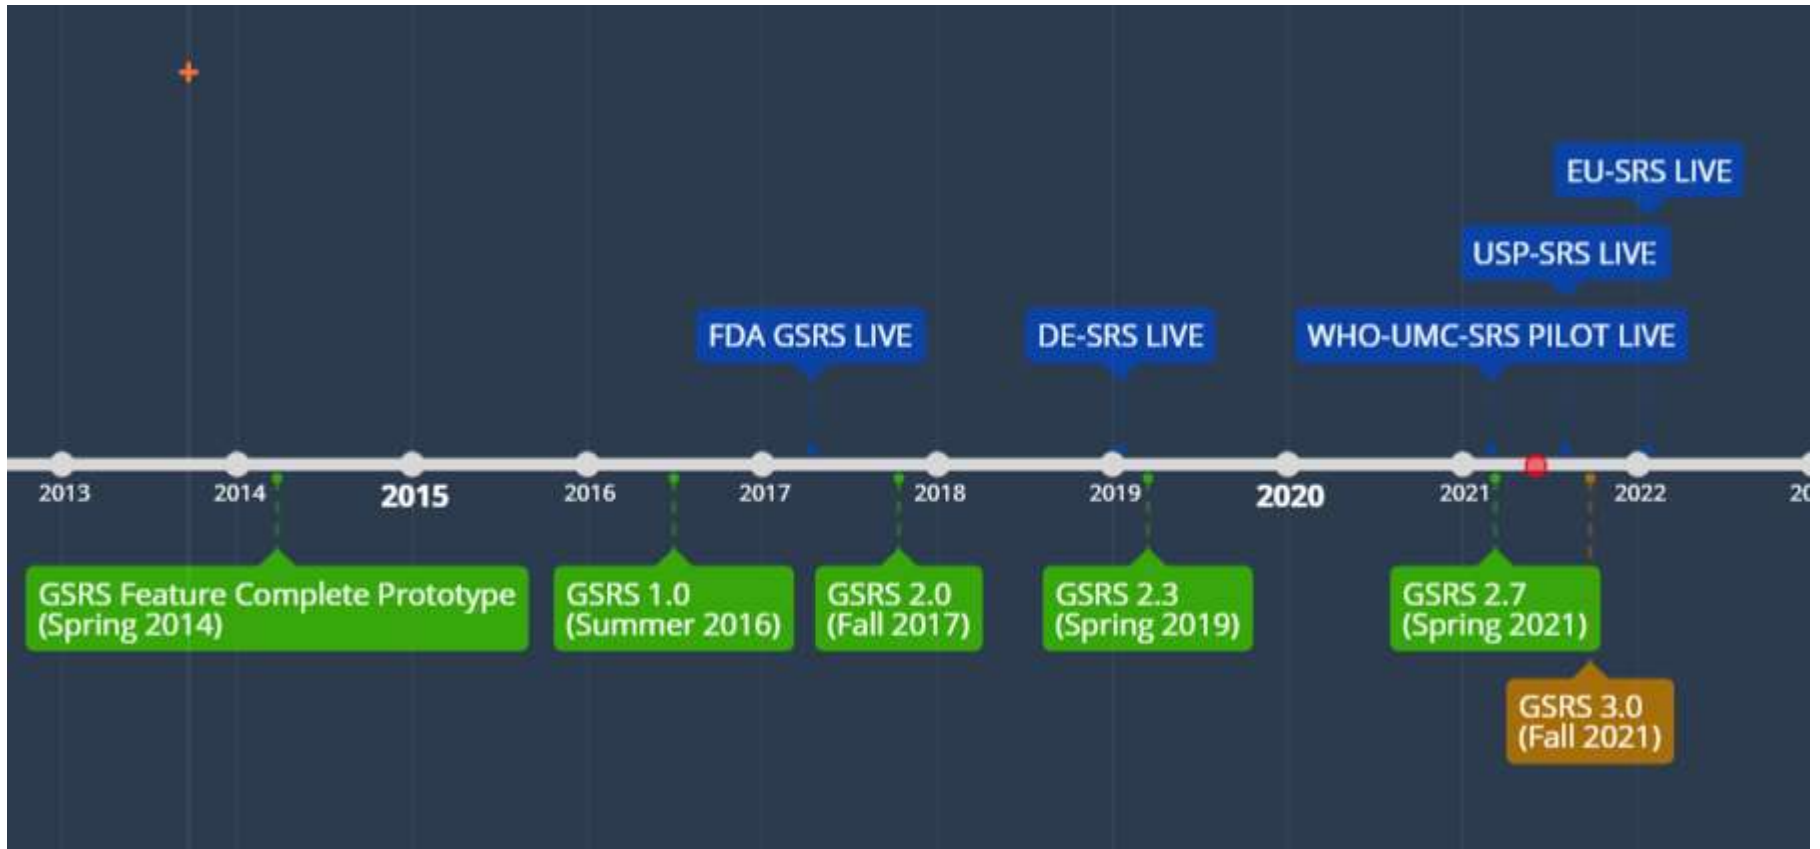 EU-SRS LIVE
USP-SRS LIVE
FDA GSRS LIVE
DE-SRS LIVE
WHO-UMC-SRS PILOT LIVE
2013
2014
2015
2016
2017
2018
2019
2020
2021
2022
GSRS Feature Complete Prototype
(Spring 2014)
GSRS 1.0
(Summer 2016)
GSRS 2.0
(Fall 2017)
GSRS 2.3
(Spring 2019)
GSRS 2.7
(Spring 2021)
GSRS 3.0
(Fall 2021)